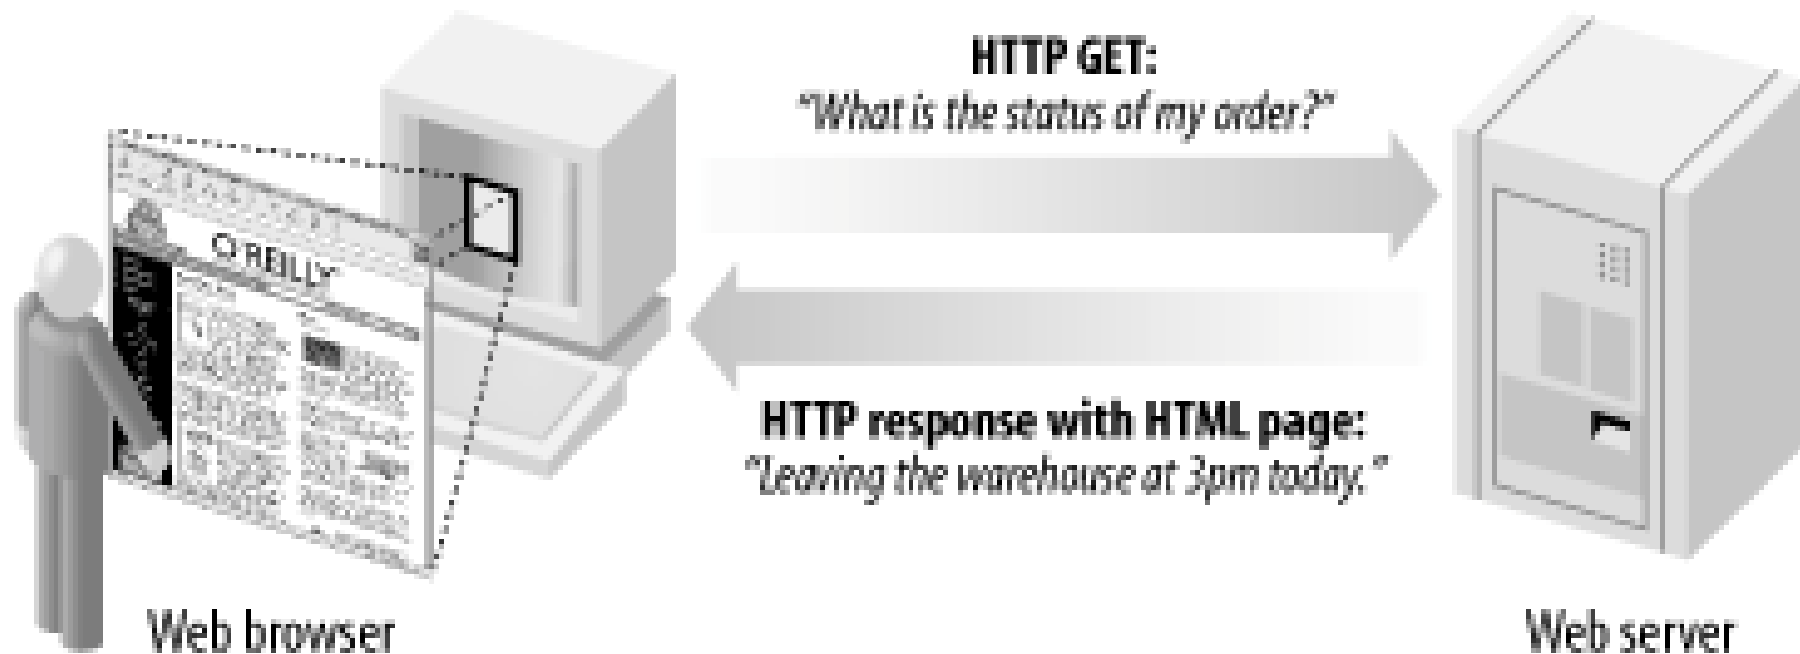 HTTP GET:
"What is the status of my order?"
O'REILLY
HTTP response with HTML page:
"Leaving the warehouse at 3pm today."
Web browser
Web server